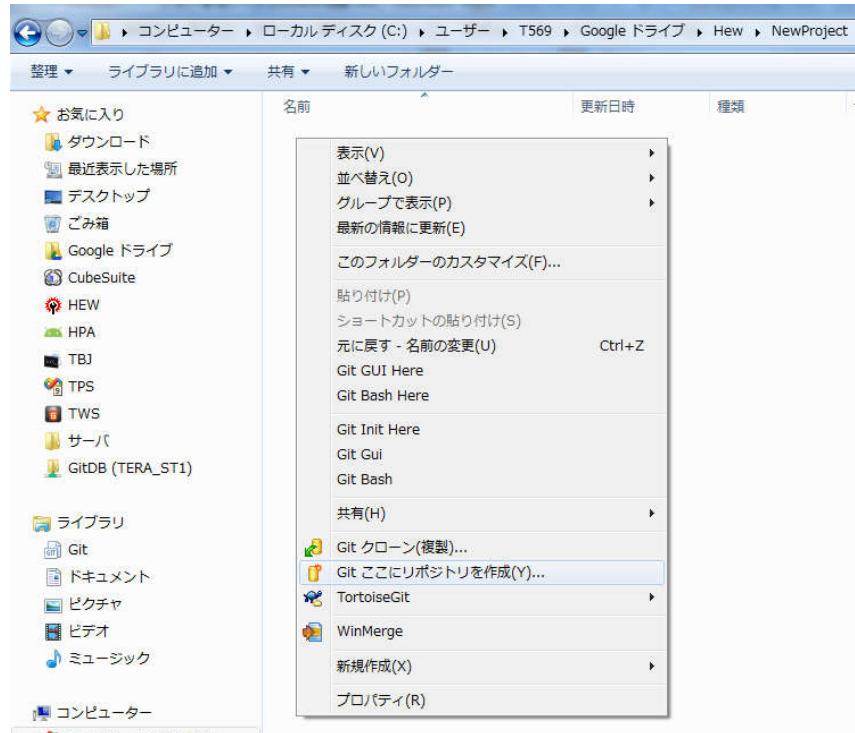 コンピューター ローカル ディスク (C:) ユーザー T569 Google ドライブ Hew NewProject
整理 ライブラリに追加 共有 新しいフォルダー
名前 更新日時 種類
お気に入り
ダウンロード
最近表示した場所
デスクトップ
ごみ箱
Google ドライブ
CubeSuite
HEW
HPA
TBJ
TPS
TWS
サーバ
GitDB (TERA_ST1)
ライブラリ
Git
ドキュメント
ピクチャ
ビデオ
ミュージック
コンピューター
表示(V)
並べ替え(O)
グループで表示(P)
最新の情報に更新(E)
このフォルダーのカスタマイズ(F)...
貼り付け(P)
ショートカットの貼り付け(S)
元に戻す - 名前の変更(U) Ctrl+Z
Git GUI Here
Git Bash Here
Git Init Here
Git Gui
Git Bash
共有(H)
Git クローン(複製)...
Git ここにリポジトリを作成(Y)...
TortoiseGit
WinMerge
新規作成(X)
プロパティ(R)